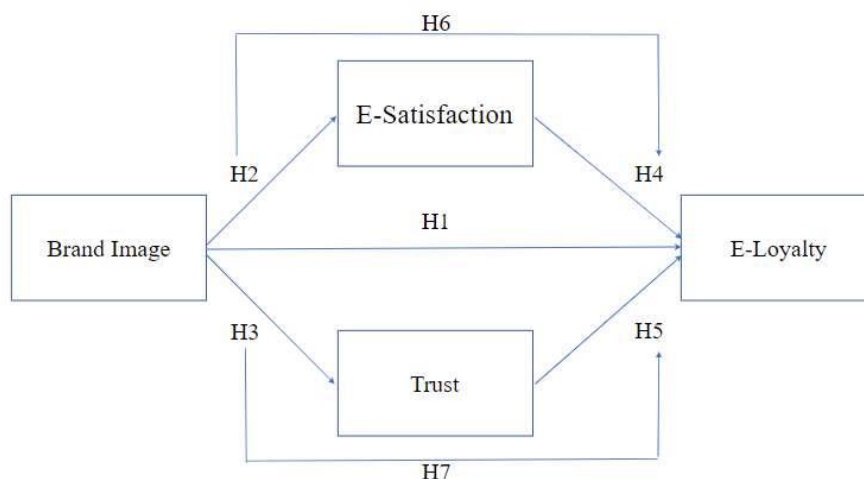 H6
E-Satisfaction
H2
H4
H1
Brand Image
E-Loyalty
H3
H5
Trust
H7